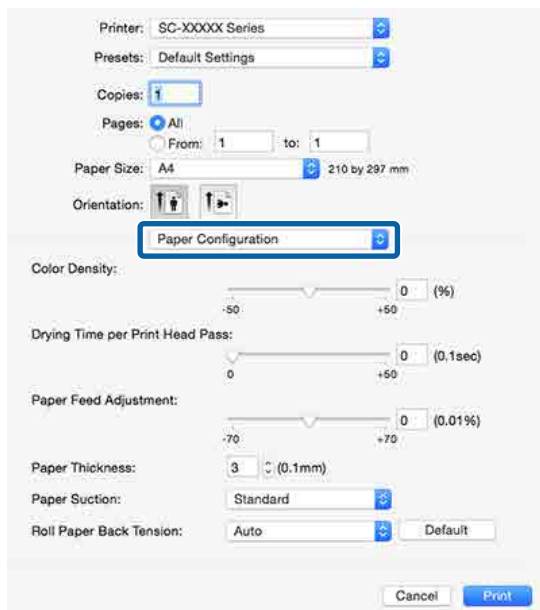 Printer: SC-XXXXX Series
Presets: Default Settings
Copies: 1
Pages: All
From: 1 to: 1
Paper Size: A4 210 by 297 mm
Orientation:
Paper Configuration
Color Density:
0 (%)
-50 +50
Drying Time per Print Head Pass:
0 (0.1sec)
0 +50
Paper Feed Adjustment:
0 (0.01%)
-70 +70
Paper Thickness: 3 (0.1mm)
Paper Suction: Standard
Roll Paper Back Tension: Auto Default
Cancel Print